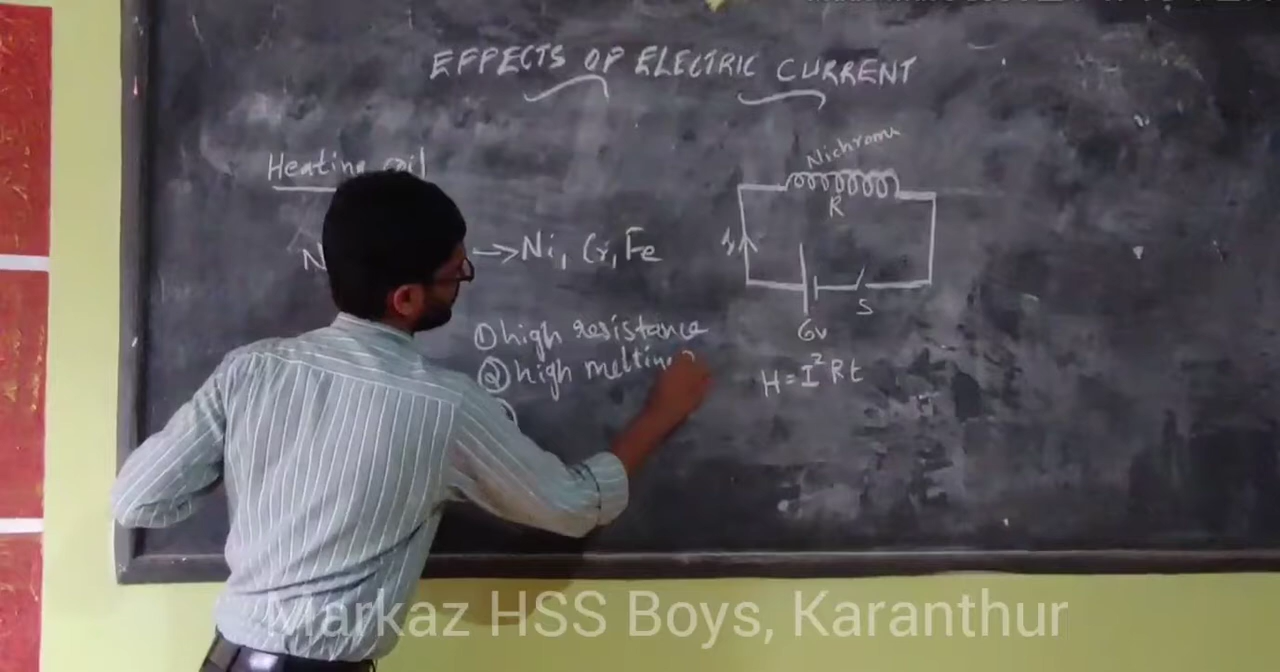 EFFECTS OF ELECTRIC CURRENT
Heating coil
→ Ni, Cr, Fe
① high resistance
② high melting
Nichrome
R
S
6v
H = I²Rt
Markaz HSS Boys, Karanthur